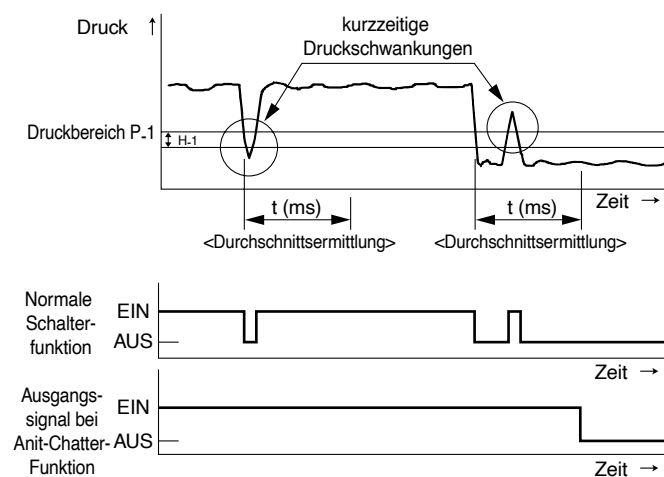 Druck ↑
kurzzeitige
Druckschwankungen
Druckbereich P-1
H-1
Zeit →
t (ms)
t (ms)
<Durchschnittsermittlung>
<Durchschnittsermittlung>
Normale
Schalter-
funktion
EIN
AUS
Zeit →
Ausgangs-
signal bei
Anit-Chatter-
Funktion
EIN
AUS
Zeit →